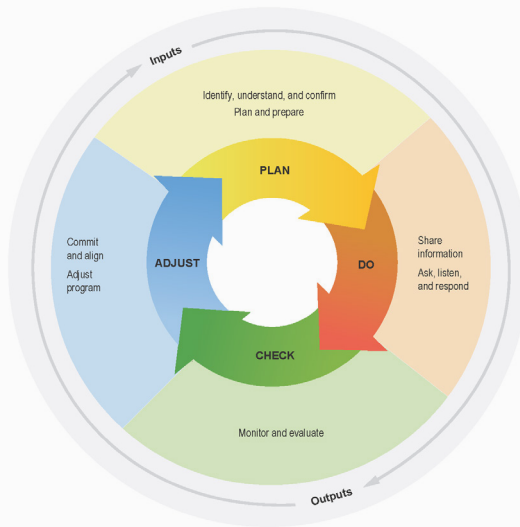 Inputs
Identify, understand, and confirm
Plan and prepare
PLAN
Share
information
Ask, listen,
and respond
DO
Commit
and align
Adjust
program
ADJUST
CHECK
Monitor and evaluate
Outputs